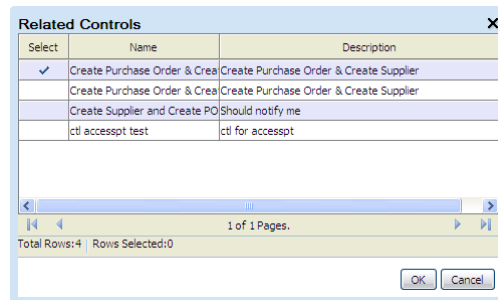 Related Controls
Select Name Description
Create Purchase Order & Crea Create Purchase Order & Create Supplier
Create Purchase Order & Crea Create Purchase Order & Create Supplier
Create Supplier and Create PO Should notify me
ctl accesspt test ctl for accesspt
1 of 1 Pages.
Total Rows:4 Rows Selected:0
OK Cancel